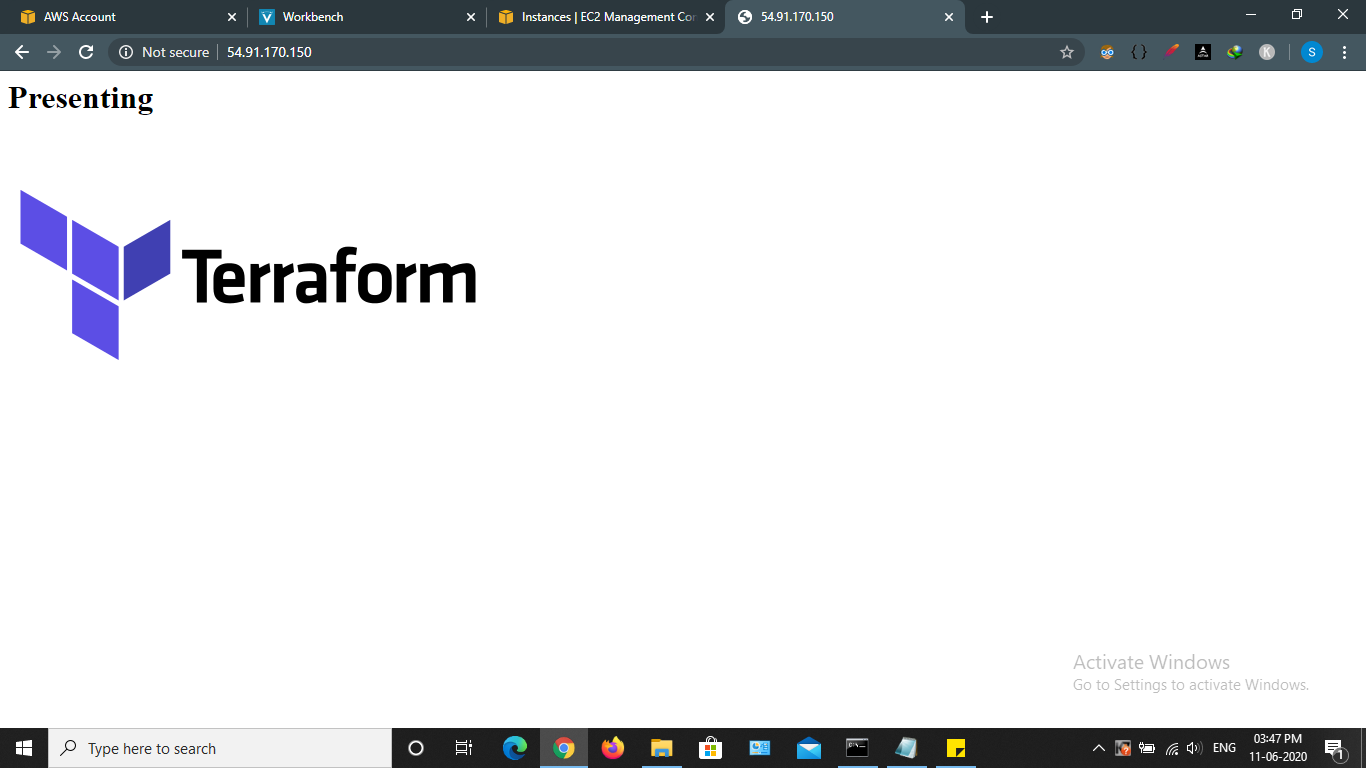 AWS Account
Workbench
Instances | EC2 Management Con
54.91.170.150
Not secure
54.91.170.150
S
Presenting
Terraform
Activate Windows
Go to Settings to activate Windows.
Type here to search
ENG
03:47 PM
11-06-2020
1